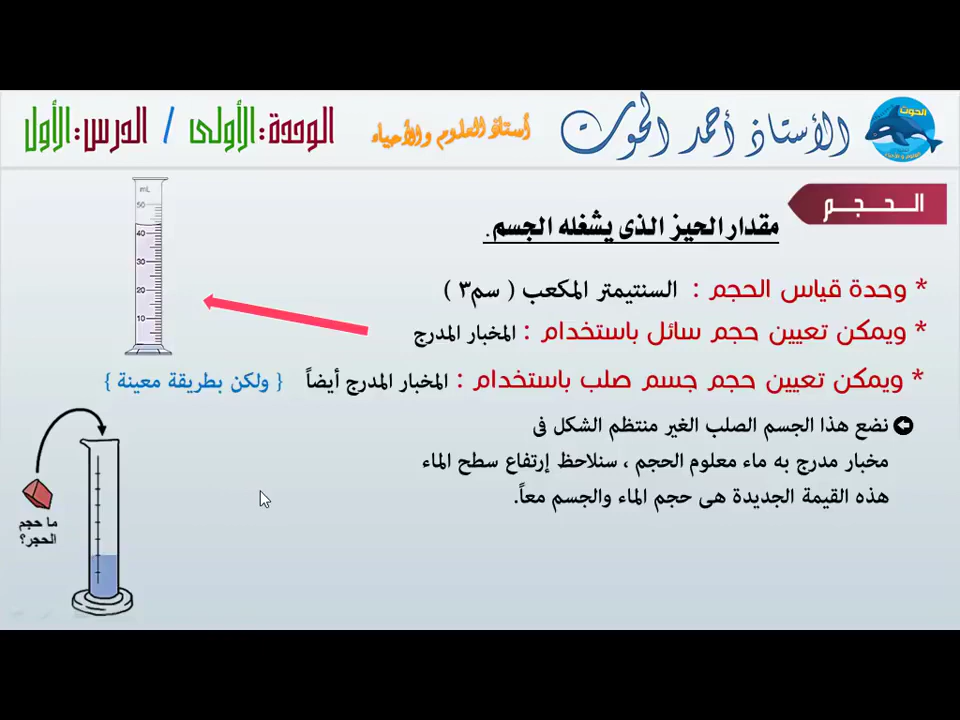 الحوت
الأستاذ أحمد الحوت
أستاذ العلوم والأحياء
الوحدة : الأولى / الدرس : الأول
الـحـجـم
مقدار الحيز الذى يشغله الجسم.
* وحدة قياس الحجم : السنتيمتر المكعب ( سم٣ )
* ويمكن تعيين حجم سائل باستخدام : المخبار المدرج
* ويمكن تعيين حجم جسم صلب باستخدام : المخبار المدرج أيضاً { ولكن بطريقة معينة }
نضع هذا الجسم الصلب الغير منتظم الشكل فى
مخبار مدرج به ماء معلوم الحجم ، سنلاحظ إرتفاع سطح الماء
هذه القيمة الجديدة هى حجم الماء والجسم معاً.
mL
50
40
30
20
10
ما حجم
الحجر؟